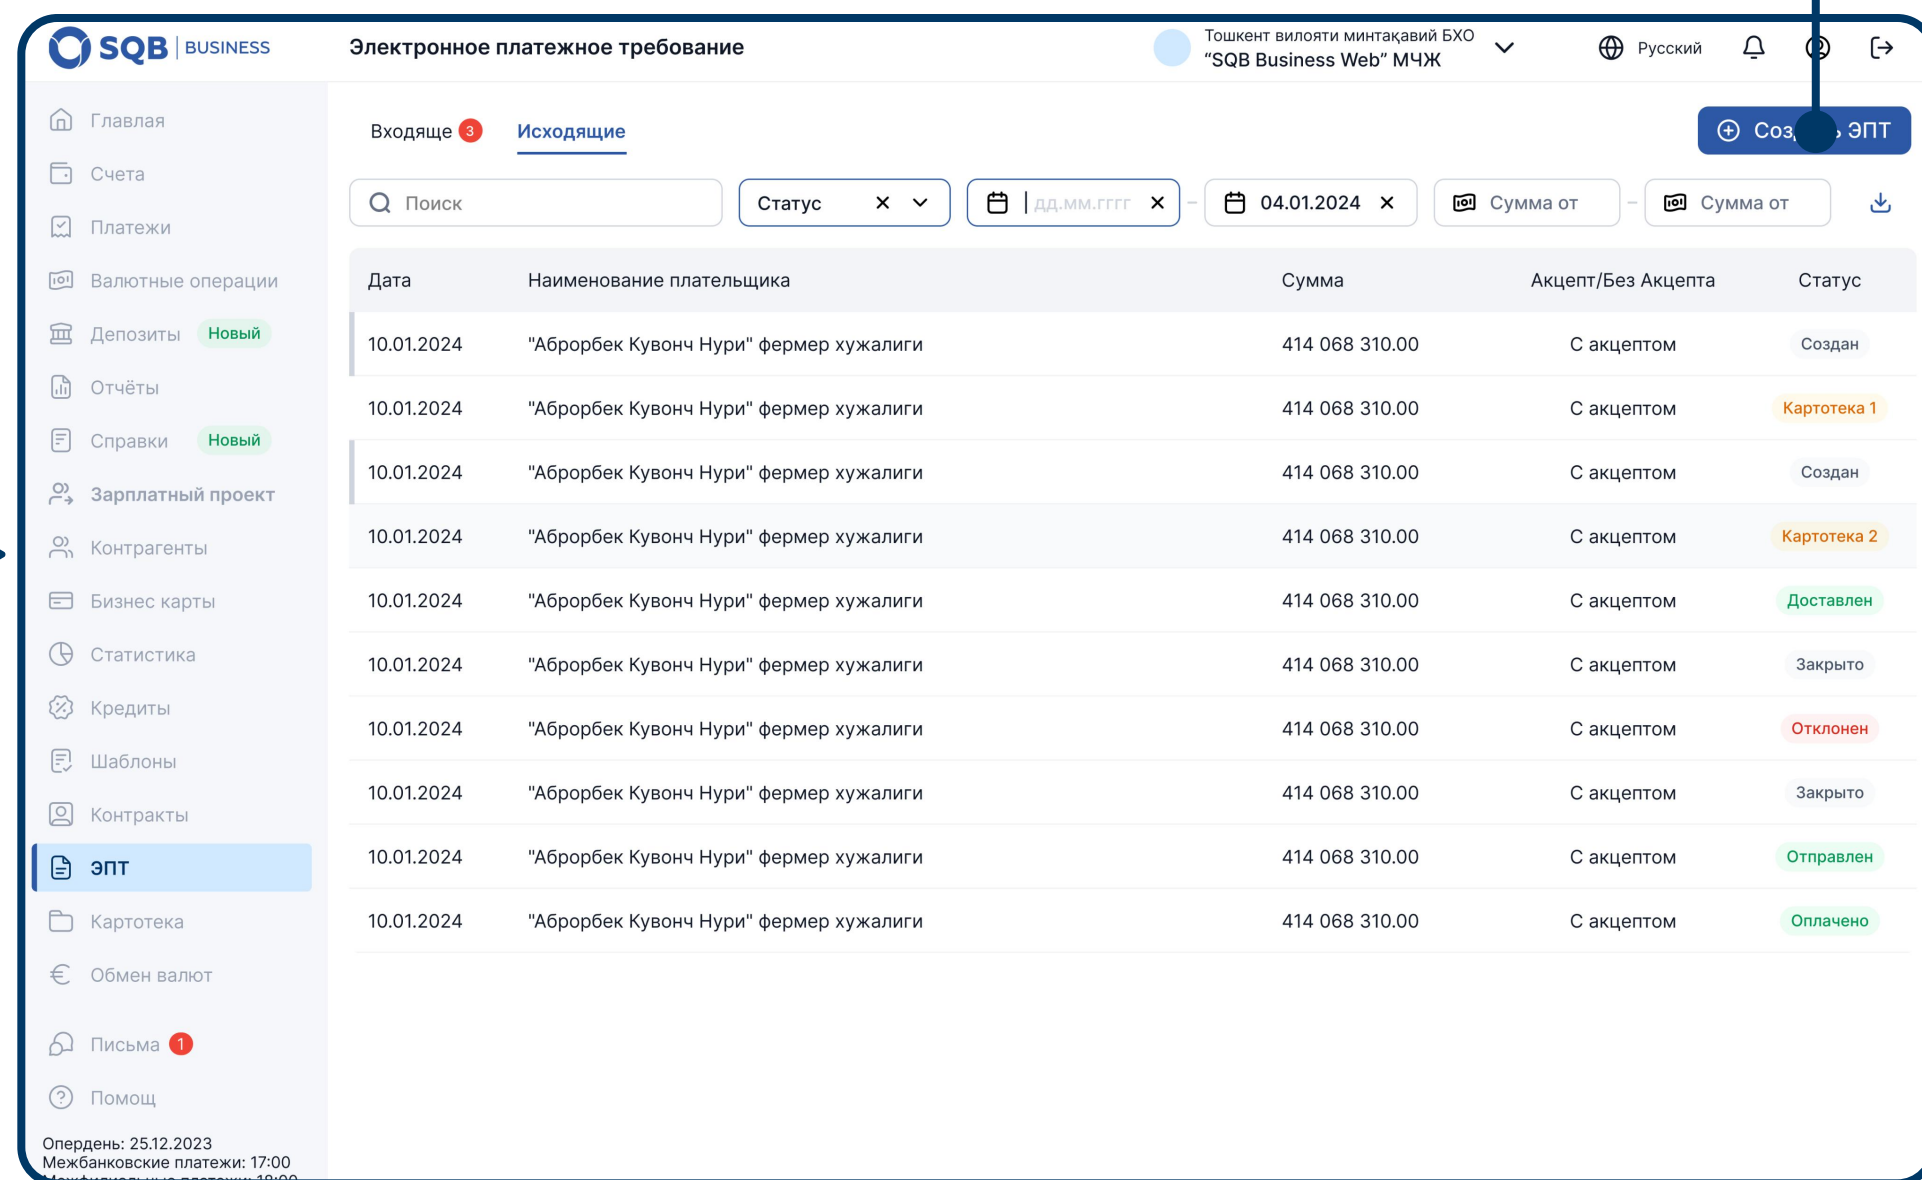 SQB BUSINESS
Электронное платежное требование
Тошкент вилояти минтақавий БХО
“SQB Business Web” МЧЖ
Русский
Главлая
Счета
Платежи
Валютные операции
Депозиты Новый
Отчёты
Справки Новый
Зарплатный проект
Контрагенты
Бизнес карты
Статистика
Кредиты
Шаблоны
Контракты
ЭПТ
Картотека
Обмен валют
Письма 1
Помощ
Опердень: 25.12.2023
Межбанковские платежи: 17:00
Входяще 3 Исходящие
ЭПТ
Поиск Статус дд.мм.гггг – 04.01.2024 Сумма от – Сумма от
Дата Наименование плательщика Сумма Акцепт/Без Акцепта Статус
10.01.2024 "Аброрбек Кувонч Нури" фермер хужалиги 414 068 310.00 С акцептом Создан
10.01.2024 "Аброрбек Кувонч Нури" фермер хужалиги 414 068 310.00 С акцептом Картотека 1
10.01.2024 "Аброрбек Кувонч Нури" фермер хужалиги 414 068 310.00 С акцептом Создан
10.01.2024 "Аброрбек Кувонч Нури" фермер хужалиги 414 068 310.00 С акцептом Картотека 2
10.01.2024 "Аброрбек Кувонч Нури" фермер хужалиги 414 068 310.00 С акцептом Доставлен
10.01.2024 "Аброрбек Кувонч Нури" фермер хужалиги 414 068 310.00 С акцептом Закрыто
10.01.2024 "Аброрбек Кувонч Нури" фермер хужалиги 414 068 310.00 С акцептом Отклонен
10.01.2024 "Аброрбек Кувонч Нури" фермер хужалиги 414 068 310.00 С акцептом Закрыто
10.01.2024 "Аброрбек Кувонч Нури" фермер хужалиги 414 068 310.00 С акцептом Отправлен
10.01.2024 "Аброрбек Кувонч Нури" фермер хужалиги 414 068 310.00 С акцептом Оплачено